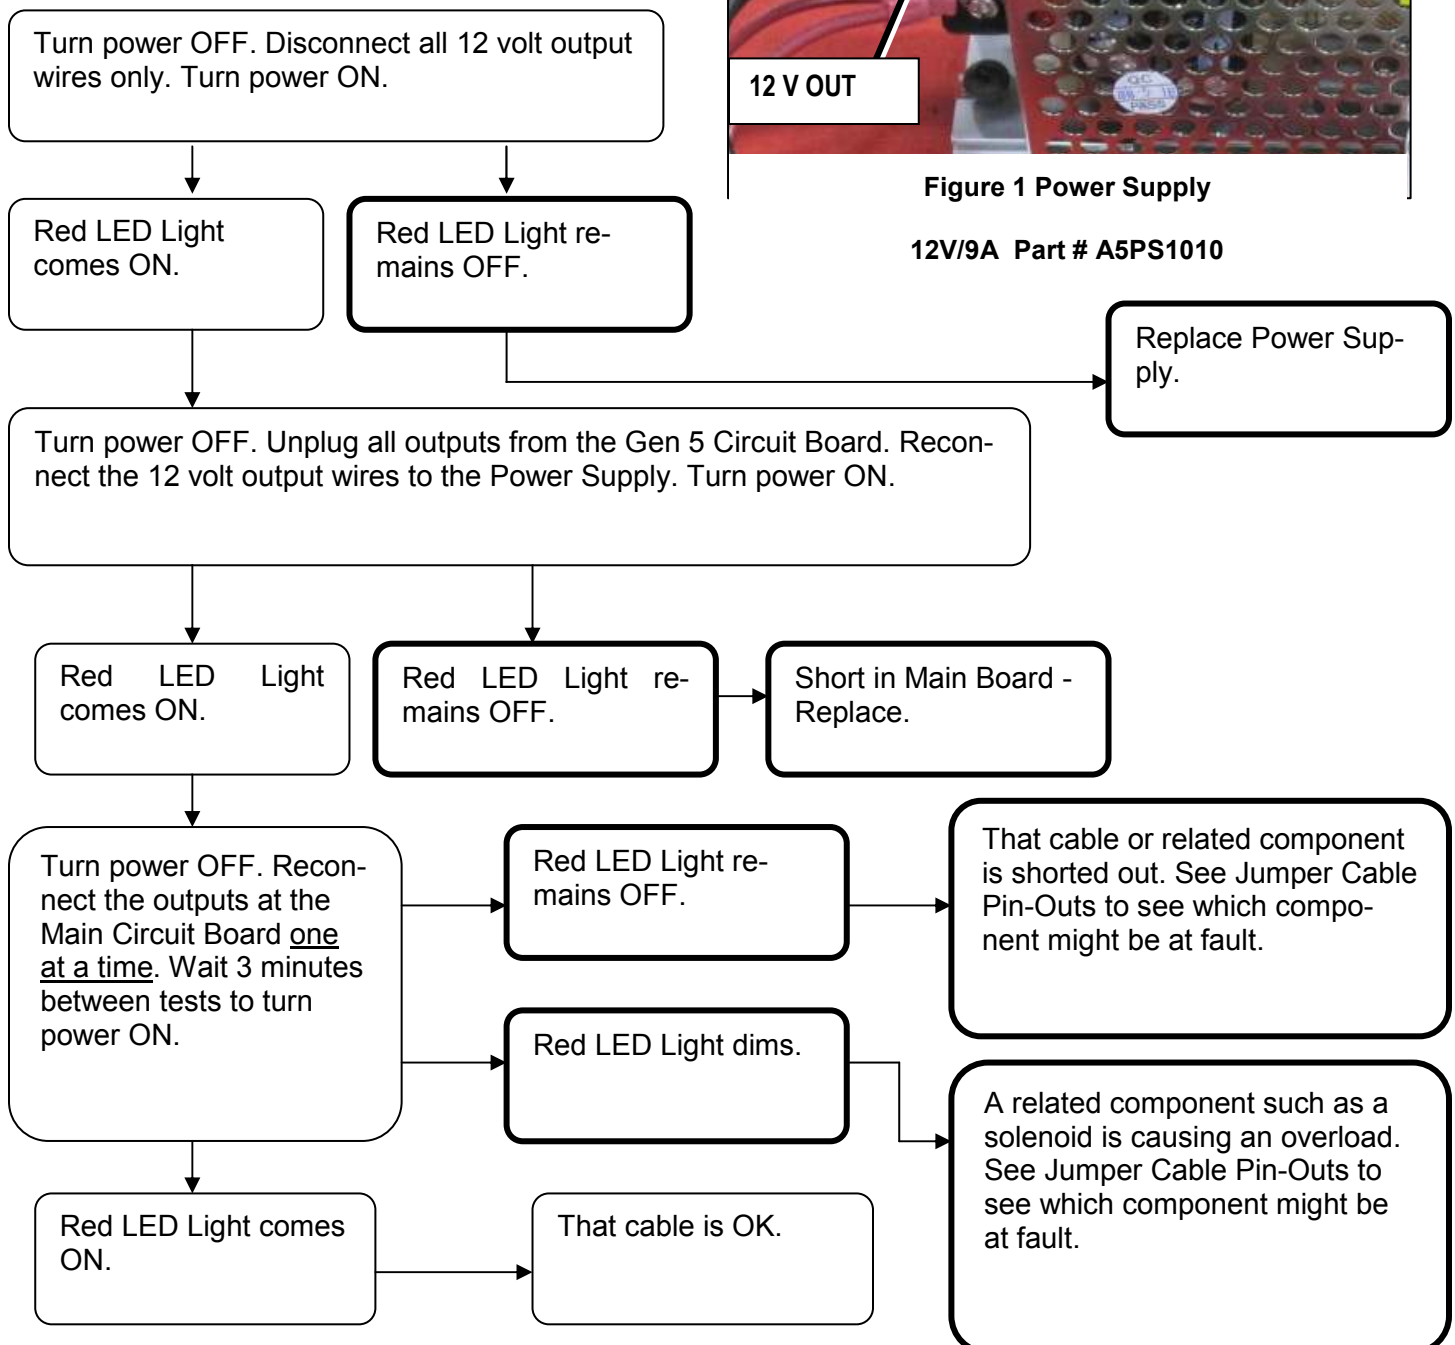 Turn power OFF. Disconnect all 12 volt output
wires only. Turn power ON.
12 V OUT
QC
PASS
Figure 1 Power Supply
12V/9A Part # A5PS1010
Red LED Light
comes ON.
Red LED Light re-
mains OFF.
Replace Power Sup-
ply.
Turn power OFF. Unplug all outputs from the Gen 5 Circuit Board. Recon-
nect the 12 volt output wires to the Power Supply. Turn power ON.
Red LED Light
comes ON.
Red LED Light re-
mains OFF.
Short in Main Board -
Replace.
Turn power OFF. Recon-
nect the outputs at the
Main Circuit Board one
at a time. Wait 3 minutes
between tests to turn
power ON.
Red LED Light re-
mains OFF.
That cable or related component
is shorted out. See Jumper Cable
Pin-Outs to see which compo-
nent might be at fault.
Red LED Light dims.
A related component such as a
solenoid is causing an overload.
See Jumper Cable Pin-Outs to
see which component might be
at fault.
Red LED Light comes
ON.
That cable is OK.